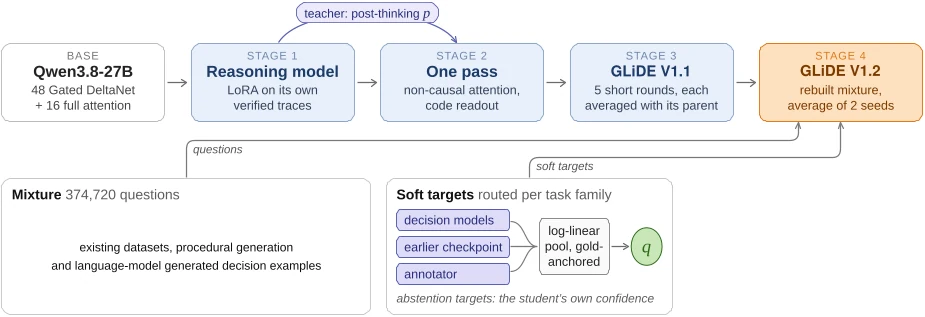 teacher: post-thinking p
BASE
Qwen3.8-27B
48 Gated DeltaNet
+ 16 full attention
STAGE 1
Reasoning model
LoRA on its own
verified traces
STAGE 2
One pass
non-causal attention,
code readout
STAGE 3
GLiDE V1.1
5 short rounds, each
averaged with its parent
STAGE 4
GLiDE V1.2
rebuilt mixture,
average of 2 seeds
questions
soft targets
Mixture 374,720 questions
existing datasets, procedural generation
and language-model generated decision examples
Soft targets routed per task family
decision models
earlier checkpoint
annotator
log-linear
pool, gold-
anchored
q
abstention targets: the student's own confidence